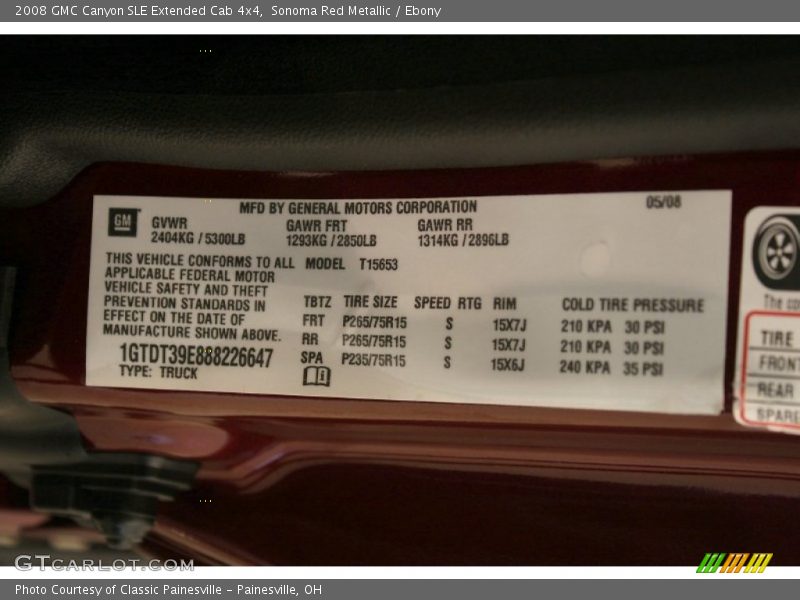 2008 GMC Canyon SLE Extended Cab 4x4, Sonoma Red Metallic / Ebony
MFD BY GENERAL MOTORS CORPORATION 05/08
GM
GVWR GAWR FRT GAWR RR
2404KG / 5300LB 1293KG / 2850LB 1314KG / 2896LB
THIS VEHICLE CONFORMS TO ALL MODEL T15653
APPLICABLE FEDERAL MOTOR
VEHICLE SAFETY AND THEFT
PREVENTION STANDARDS IN
EFFECT ON THE DATE OF
MANUFACTURE SHOWN ABOVE.
1GTDT39E888226647
TYPE: TRUCK
TBTZ TIRE SIZE SPEED RTG RIM COLD TIRE PRESSURE
FRT P265/75R15 S 15X7J 210 KPA 30 PSI
RR P265/75R15 S 15X7J 210 KPA 30 PSI
SPA P235/75R15 S 15X6J 240 KPA 35 PSI
The
TIRE
FRONT
REAR
SPARE
GTCARLOT.COM
Photo Courtesy of Classic Painesville - Painesville, OH